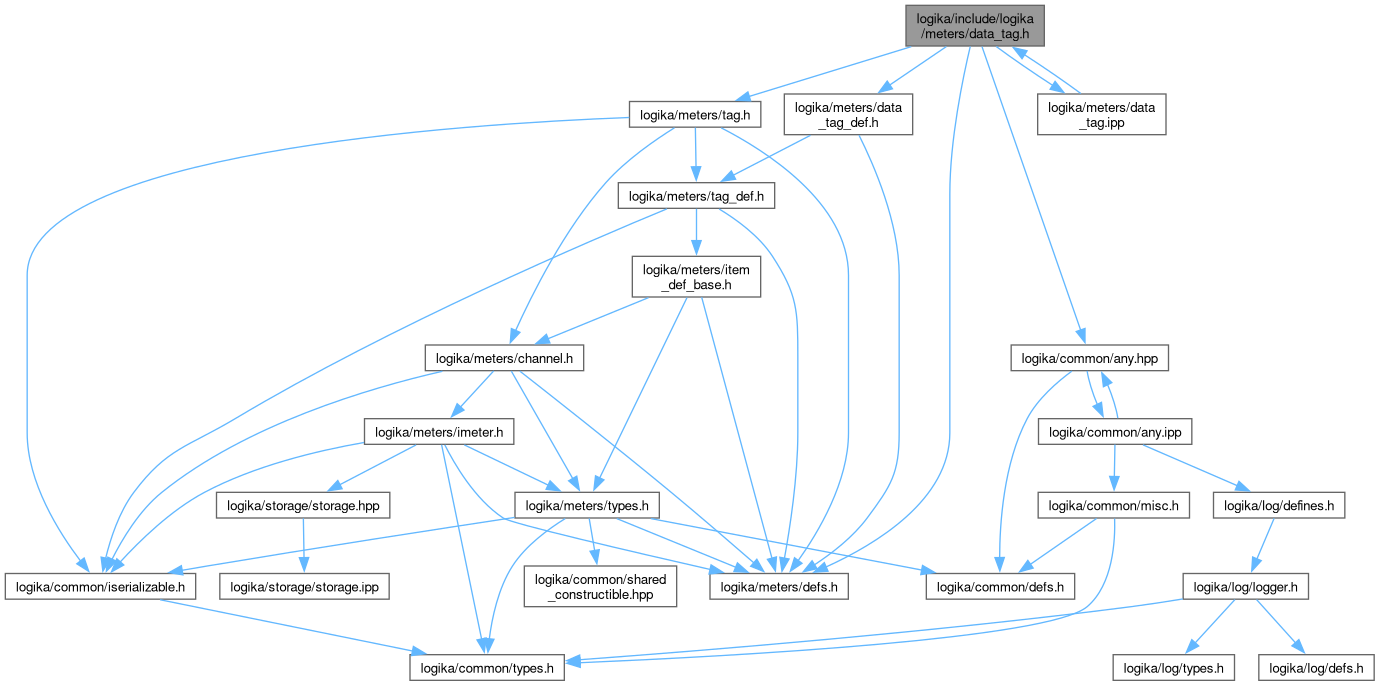 logika/include/logika
/meters/data_tag.h
logika/meters/tag.h
logika/meters/data
_tag_def.h
logika/meters/data
_tag.ipp
logika/meters/tag_def.h
logika/meters/item
_def_base.h
logika/meters/channel.h
logika/common/any.hpp
logika/meters/imeter.h
logika/common/any.ipp
logika/storage/storage.hpp
logika/meters/types.h
logika/common/misc.h
logika/log/defines.h
logika/common/iserializable.h
logika/storage/storage.ipp
logika/common/shared
_constructible.hpp
logika/meters/defs.h
logika/common/defs.h
logika/log/logger.h
logika/common/types.h
logika/log/types.h
logika/log/defs.h